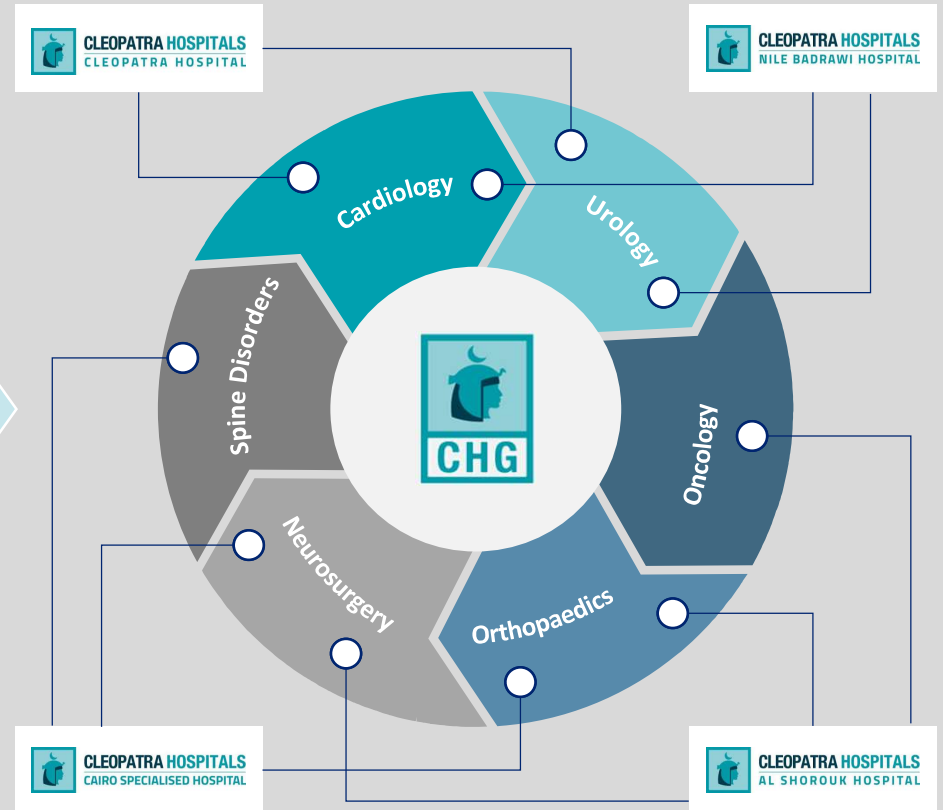 CLEOPATRA HOSPITALS
CLEOPATRA HOSPITAL
CLEOPATRA HOSPITALS
NILE BADRAWI HOSPITAL
Cardiology
Urology
Spine Disorders
Oncology
CHG
Neurosurgery
Orthopaedics
CLEOPATRA HOSPITALS
CAIRO SPECIALISED HOSPITAL
CLEOPATRA HOSPITALS
AL SHOROUK HOSPITAL